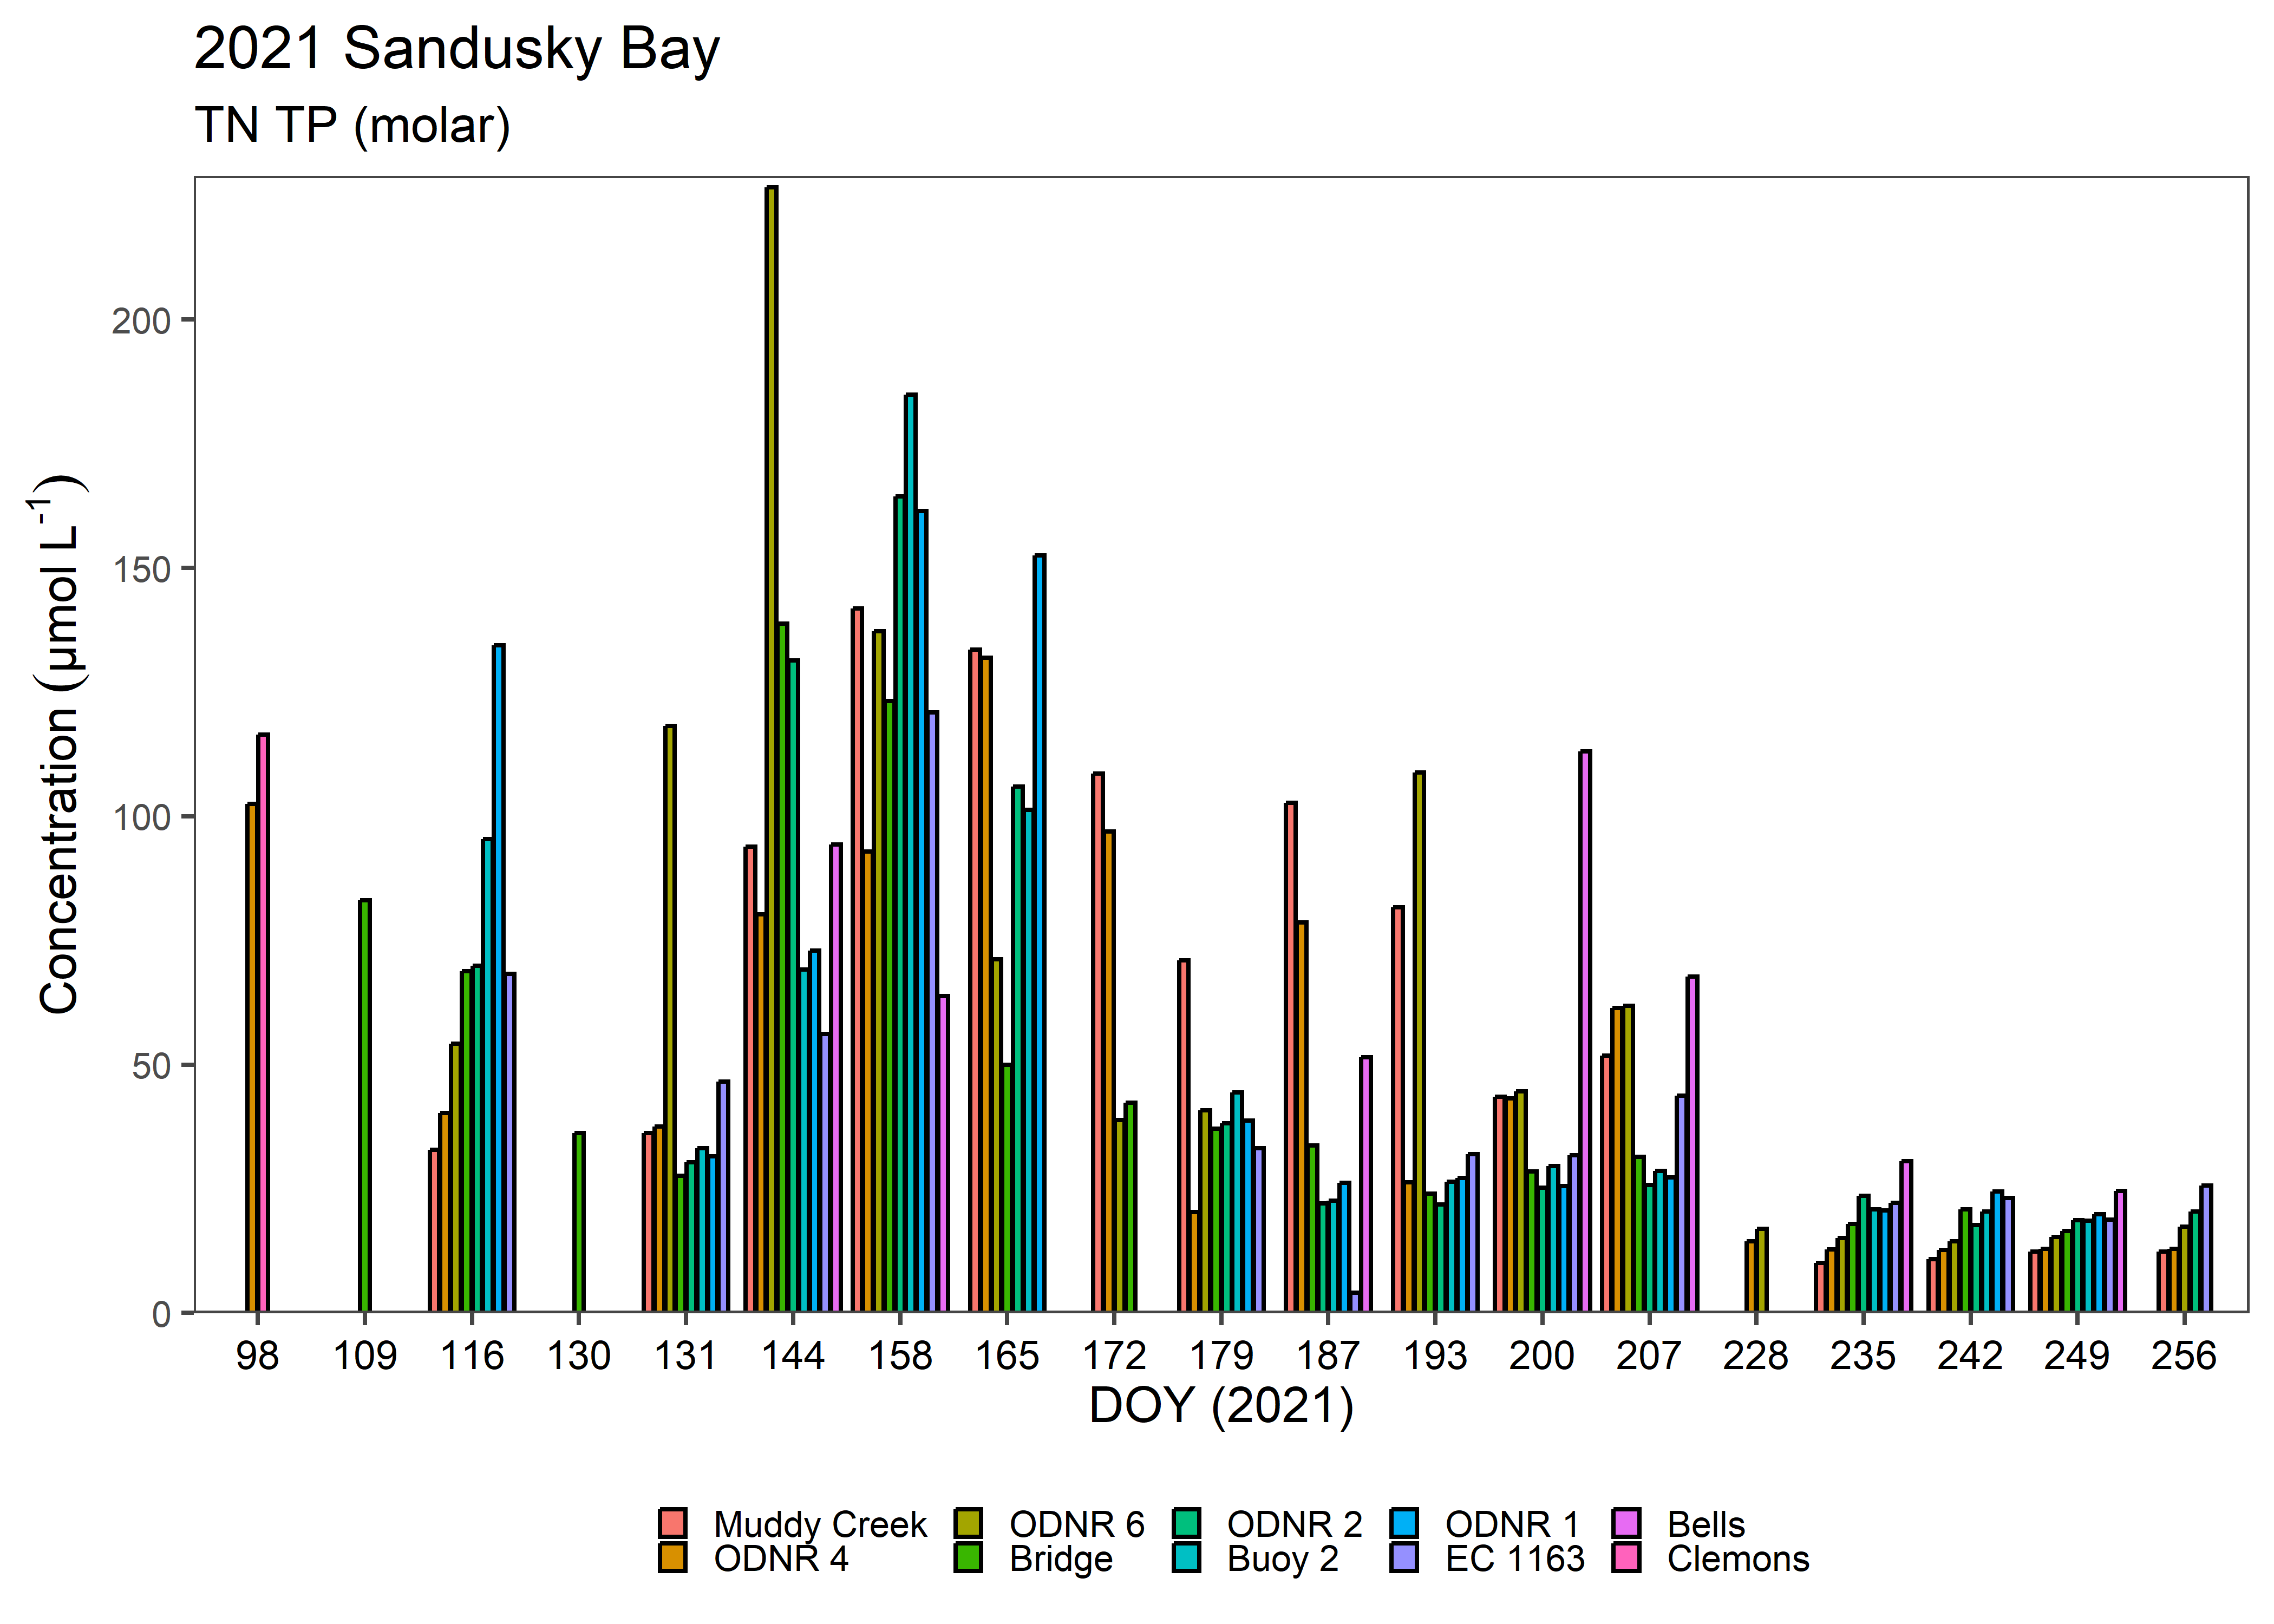 2021 Sandusky Bay
TN TP (molar)
Concentration (µmol L-1)
200
150
100
50
0
98 109 116 130 131 144 158 165 172 179 187 193 200 207 228 235 242 249 256
DOY (2021)
Muddy Creek ODNR 6 ODNR 2 ODNR 1 Bells
ODNR 4 Bridge Buoy 2 EC 1163 Clemons